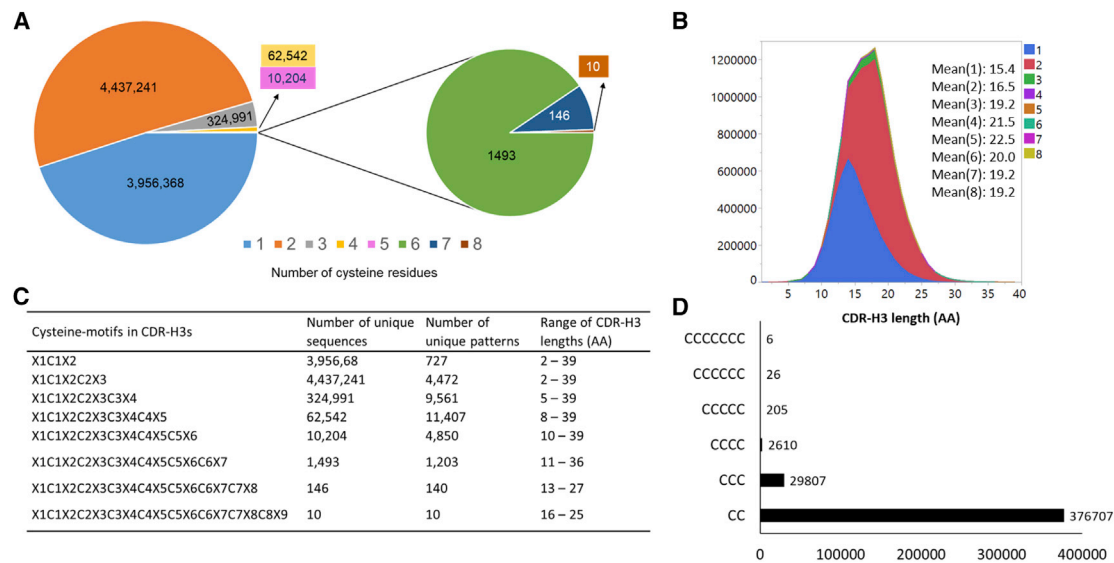 A
4,437,241
62,542
10,204
324,991
3,956,368
10
146
1493
1 2 3 4 5 6 7 8
Number of cysteine residues
B
1200000
1000000
800000
600000
400000
200000
0
5 10 15 20 25 30 35 40
CDR-H3 length (AA)
Mean(1): 15.4
Mean(2): 16.5
Mean(3): 19.2
Mean(4): 21.5
Mean(5): 22.5
Mean(6): 20.0
Mean(7): 19.2
Mean(8): 19.2
1
2
3
4
5
6
7
8
C
Cysteine-motifs in CDR-H3s Number of unique sequences Number of unique patterns Range of CDR-H3 lengths (AA)
X1C1X2 3,956,68 727 2 – 39
X1C1X2C2X3 4,437,241 4,472 2 – 39
X1C1X2C2X3C3X4 324,991 9,561 5 – 39
X1C1X2C2X3C3X4C4X5 62,542 11,407 8 – 39
X1C1X2C2X3C3X4C4X5C5X6 10,204 4,850 10 – 39
X1C1X2C2X3C3X4C4X5C5X6C6X7 1,493 1,203 11 – 36
X1C1X2C2X3C3X4C4X5C5X6C6X7C7X8 146 140 13 – 27
X1C1X2C2X3C3X4C4X5C5X6C6X7C7X8C8X9 10 10 16 – 25
D
CCCCCCC 6
CCCCCC 26
CCCCC 205
CCCC 2610
CCC 29807
CC 376707
0 100000 200000 300000 400000